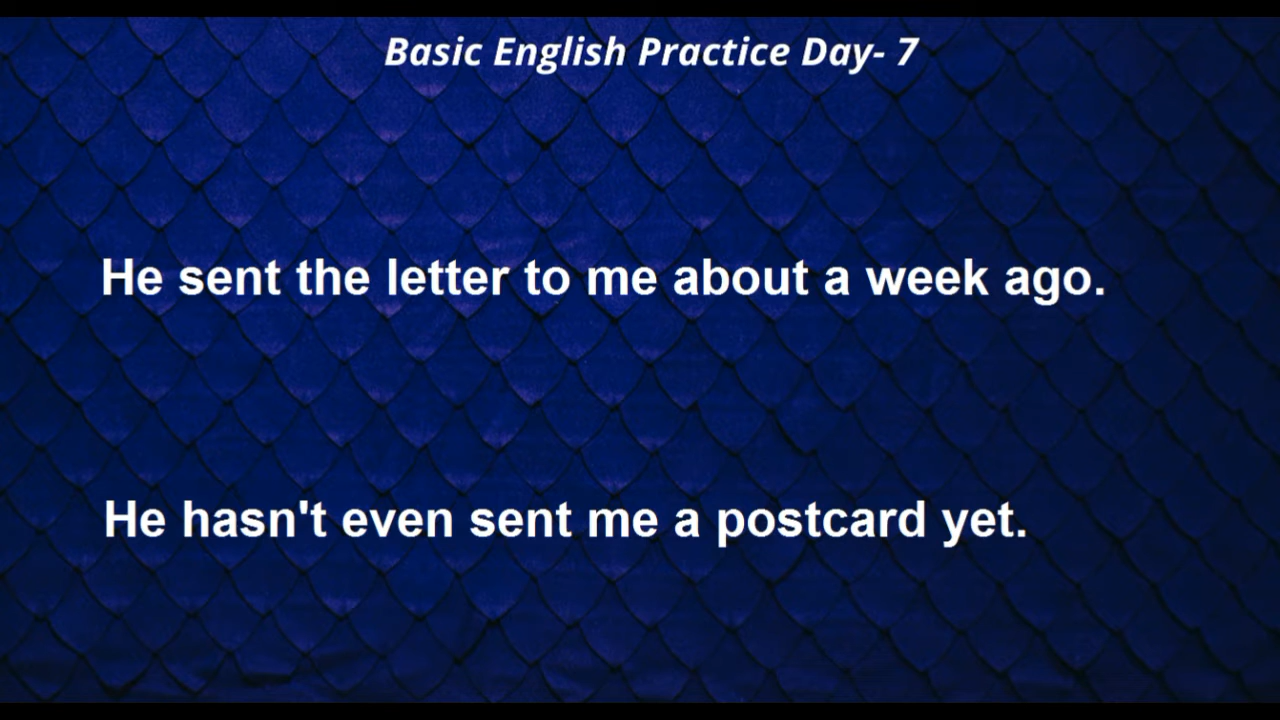 Basic English Practice Day- 7
He sent the letter to me about a week ago.
He hasn't even sent me a postcard yet.